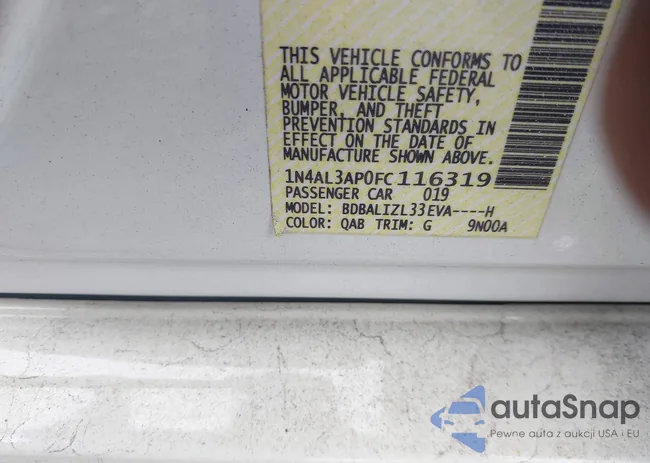 THIS VEHICLE CONFORMS TO
ALL APPLICABLE FEDERAL
MOTOR VEHICLE SAFETY,
BUMPER, AND THEFT
PREVENTION STANDARDS IN
EFFECT ON THE DATE OF
MANUFACTURE SHOWN ABOVE.
1N4AL3AP0FC116319
PASSENGER CAR 019
MODEL: BDBALIZL33EVA----H
COLOR: QAB TRIM: G 9N00A
autaSnap
Pewne auta z aukcji USA i EU